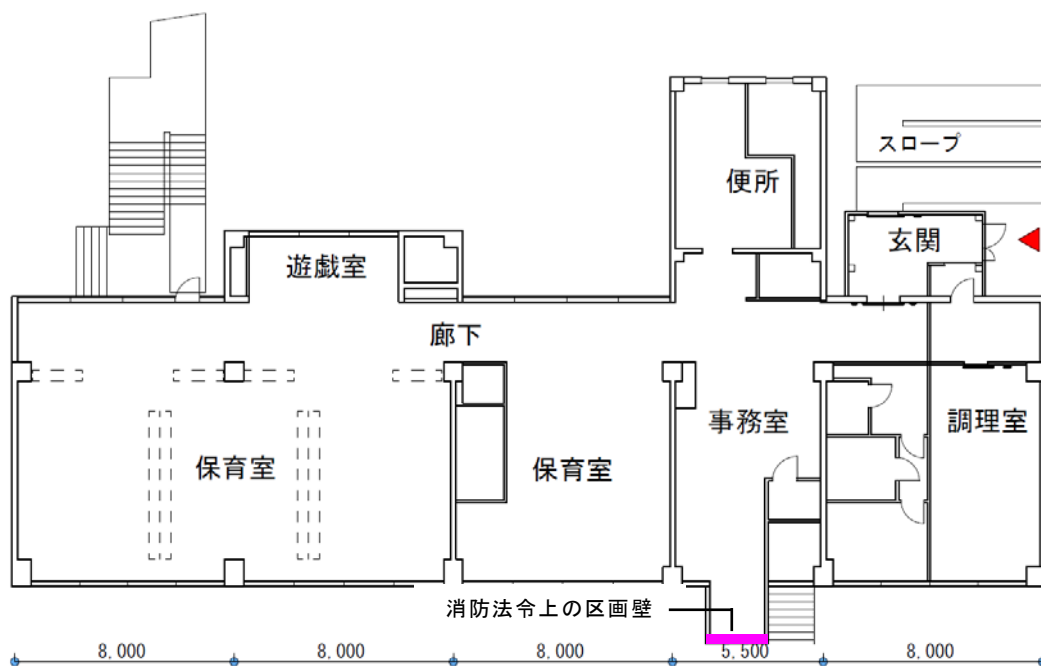 スロープ
便所
玄関
遊戯室
廊下
事務室
調理室
保育室
保育室
消防法令上の区画壁
8.000
8.000
8.000
5.500
8.000